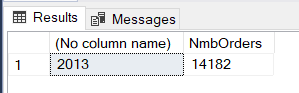 Results Messages
(No column name) NmbOrders
1 2013 14182